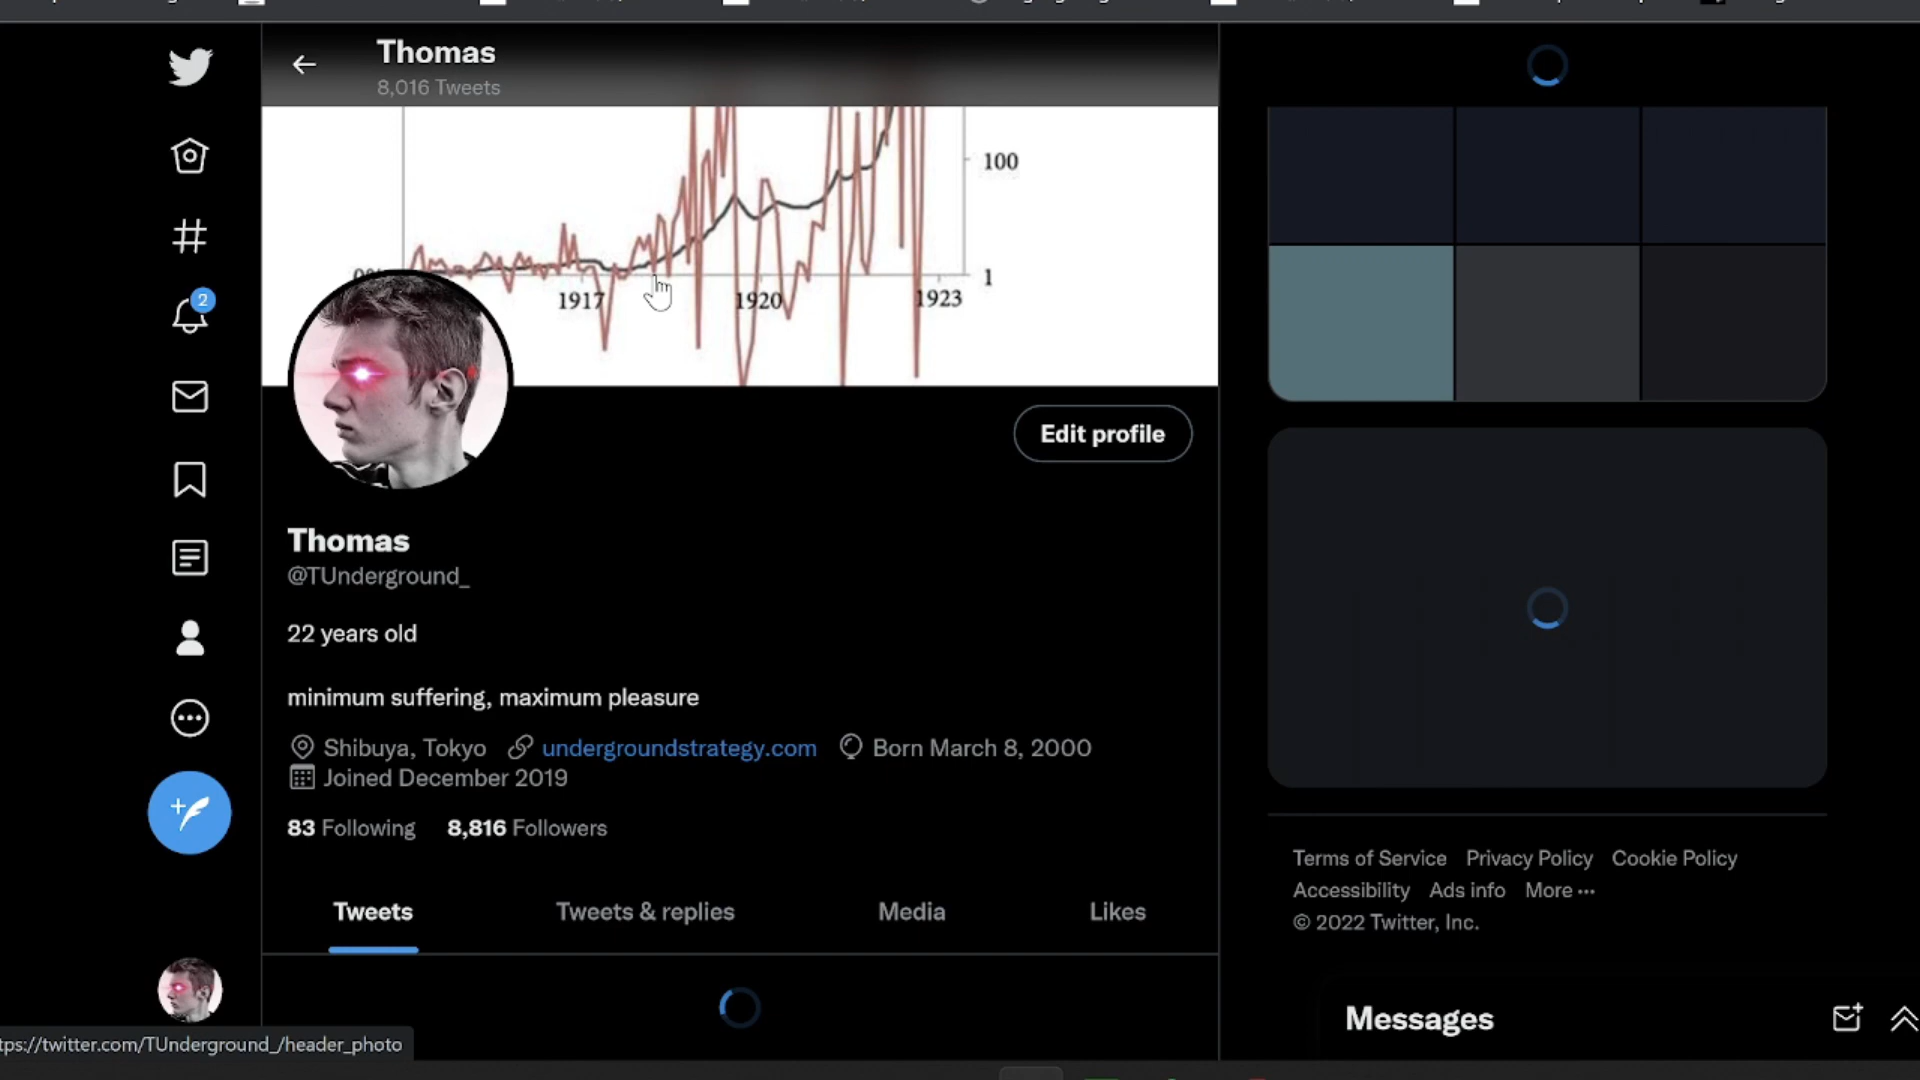 Thomas
8,016 Tweets
100
1
1917
1920
1923
2
Edit profile
Thomas
@TUnderground_
22 years old
minimum suffering, maximum pleasure
Shibuya, Tokyo undergroundstrategy.com Born March 8, 2000
Joined December 2019
83 Following 8,816 Followers
Tweets Tweets & replies Media Likes
Terms of Service Privacy Policy Cookie Policy
Accessibility Ads info More ···
© 2022 Twitter, Inc.
Messages
tps://twitter.com/TUnderground_/header_photo